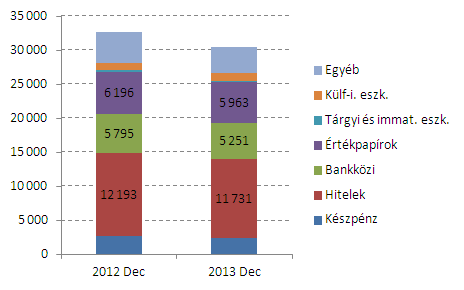 35 000
30 000
25 000
20 000
15 000
10 000
5 000
0
6 196
5 795
12 193
5 963
5 251
11 731
2012 Dec
2013 Dec
Egyéb
Külf-i. eszk.
Tárgyi és immat. eszk.
Értékpapírok
Bankközi
Hitelek
Készpénz